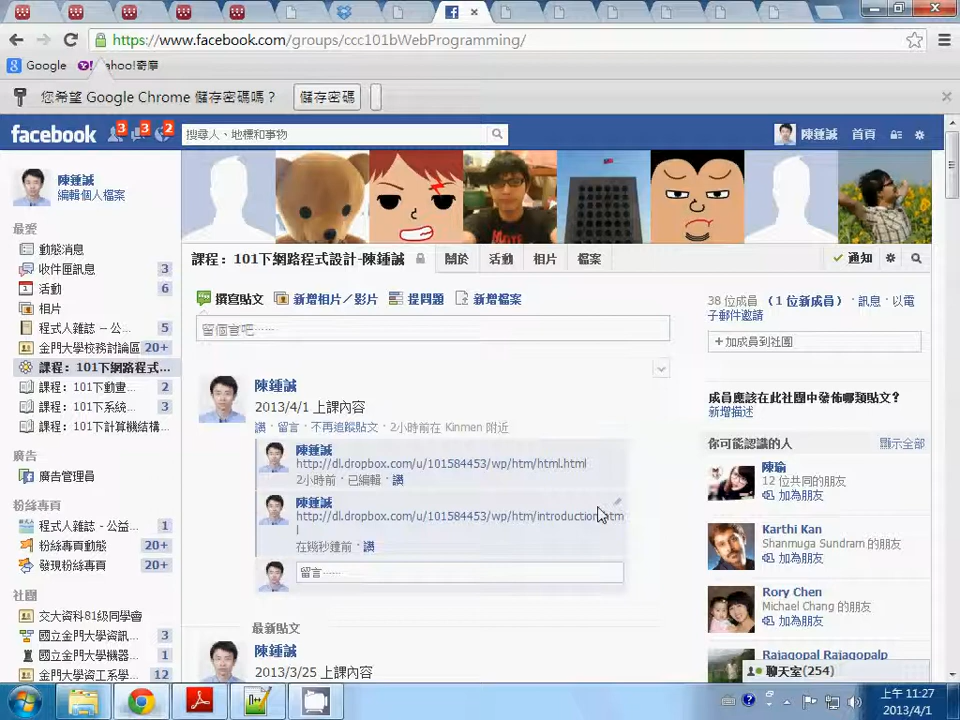 https://www.facebook.com/groups/ccc101bWebProgramming/
Google
Yahoo!奇摩
您希望 Google Chrome 儲存密碼嗎？
儲存密碼
facebook
3
3
2
搜尋人、地標和事物
陳鍾誠
首頁
陳鍾誠
編輯個人檔案
最愛
動態消息
收件匣訊息 3
活動 6
相片
程式人雜誌 -- 公... 5
金門大學校務討論區 20+
課程：101下網路程式...
課程：101下動畫... 2
課程：101下系統... 3
課程：101下計算機結構...
廣告
廣告管理員
粉絲專頁
程式人雜誌 - 公益... 1
粉絲專頁動態 20+
發現粉絲專頁 20+
社團
交大資科81級同學會
國立金門大學資訊... 3
國立金門大學機器... 1
金門大學資工系學... 12
課程：101下網路程式設計-陳鍾誠
關於
活動
相片
檔案
通知
撰寫貼文
新增相片／影片
提問題
新增檔案
留個言吧……
陳鍾誠
2013/4/1 上課內容
讚 · 留言 · 不再追蹤貼文 · 2小時前在 Kinmen 附近
陳鍾誠
http://dl.dropbox.com/u/101584453/wp/htm/html.html
2小時前 · 已編輯 · 讚
陳鍾誠
http://dl.dropbox.com/u/101584453/wp/htm/introduction.htm
l
在幾秒鐘前 · 讚
留言……
最新貼文
陳鍾誠
2013/3/25 上課內容
38 位成員 （1 位新成員） · 訊息 · 以電
子郵件邀請
+加成員到社團
成員應該在此社團中發佈哪類貼文？
新增描述
你可能認識的人
顯示全部
陳瑜
12 位共同的朋友
加為朋友
Karthi Kan
Shanmuga Sundram 的朋友
加為朋友
Rory Chen
Michael Chang 的朋友
加為朋友
Rajagopal Rajagopalp
聊天室(254)
上午 11:27
2013/4/1